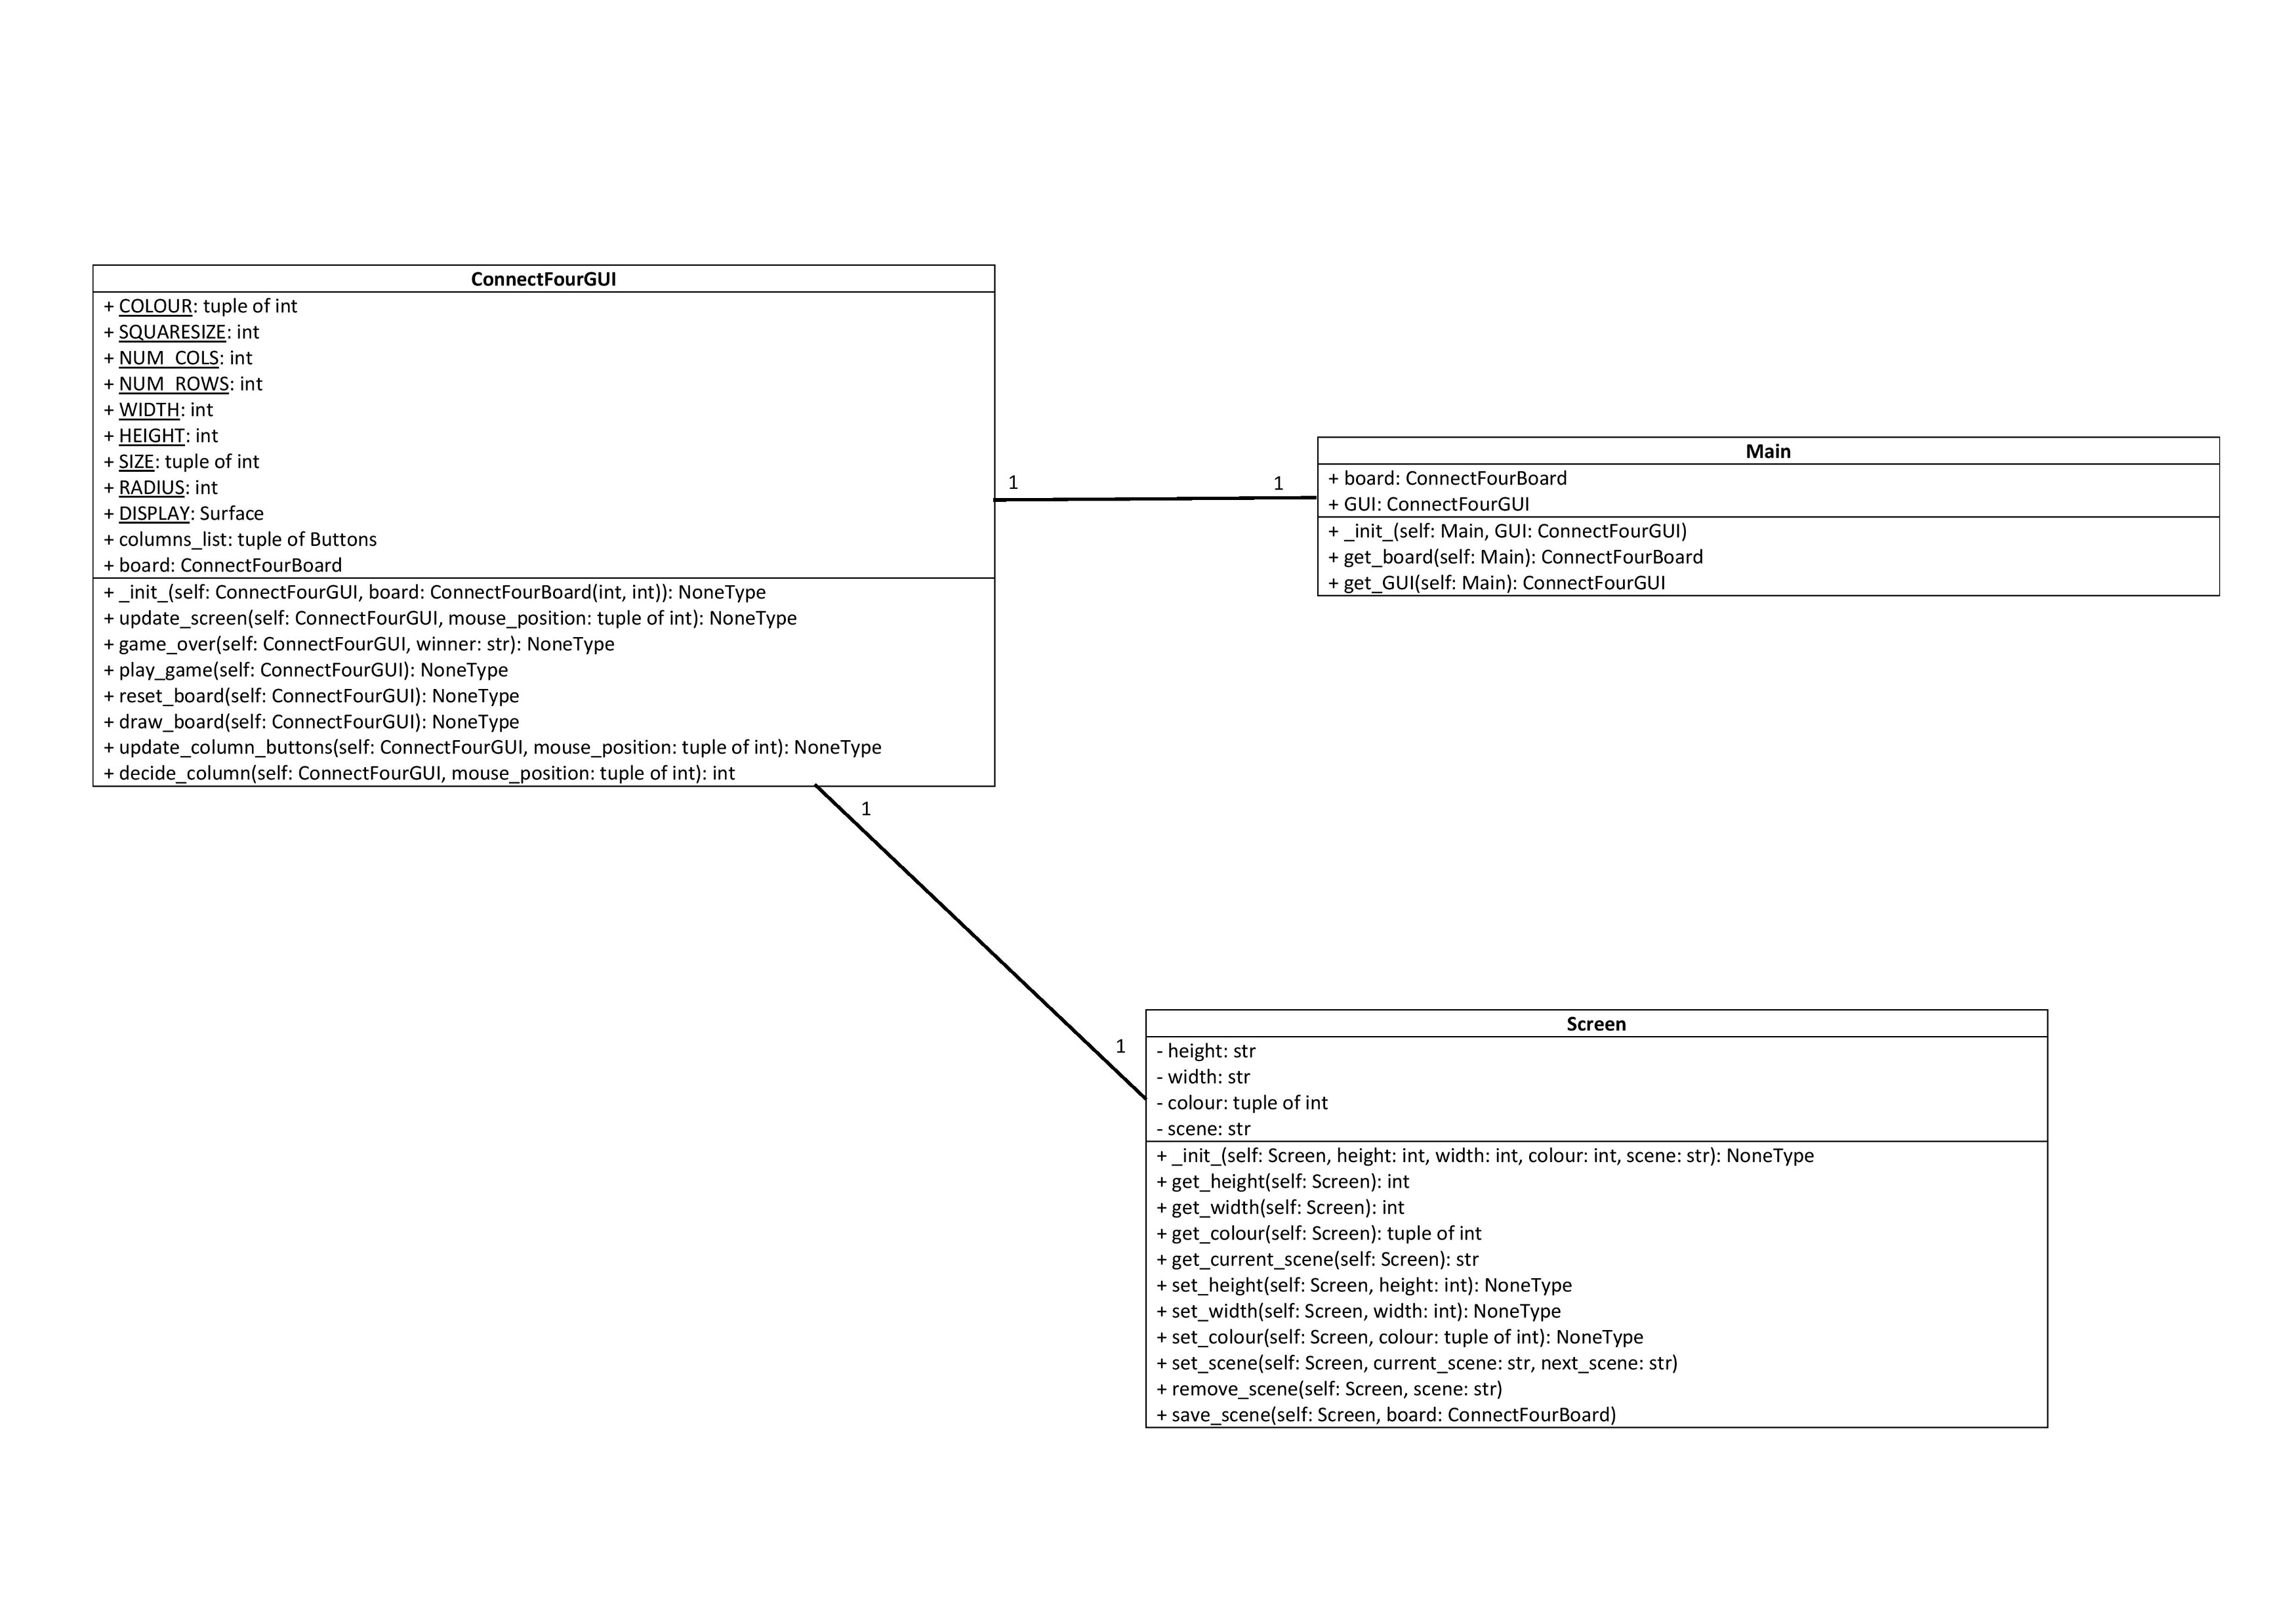 ConnectFourGUI
+ COLOUR: tuple of int
+ SQUARESIZE: int
+ NUM_COLS: int
+ NUM_ROWS: int
+ WIDTH: int
+ HEIGHT: int
+ SIZE: tuple of int
+ RADIUS: int
+ DISPLAY: Surface
+ columns_list: tuple of Buttons
+ board: ConnectFourBoard
+ _init_(self: ConnectFourGUI, board: ConnectFourBoard(int, int)): NoneType
+ update_screen(self: ConnectFourGUI, mouse_position: tuple of int): NoneType
+ game_over(self: ConnectFourGUI, winner: str): NoneType
+ play_game(self: ConnectFourGUI): NoneType
+ reset_board(self: ConnectFourGUI): NoneType
+ draw_board(self: ConnectFourGUI): NoneType
+ update_column_buttons(self: ConnectFourGUI, mouse_position: tuple of int): NoneType
+ decide_column(self: ConnectFourGUI, mouse_position: tuple of int): int
1
1
Main
+ board: ConnectFourBoard
+ GUI: ConnectFourGUI
+ _init_(self: Main, GUI: ConnectFourGUI)
+ get_board(self: Main): ConnectFourBoard
+ get_GUI(self: Main): ConnectFourGUI
1
1
Screen
- height: str
- width: str
- colour: tuple of int
- scene: str
+ _init_(self: Screen, height: int, width: int, colour: int, scene: str): NoneType
+ get_height(self: Screen): int
+ get_width(self: Screen): int
+ get_colour(self: Screen): tuple of int
+ get_current_scene(self: Screen): str
+ set_height(self: Screen, height: int): NoneType
+ set_width(self: Screen, width: int): NoneType
+ set_colour(self: Screen, colour: tuple of int): NoneType
+ set_scene(self: Screen, current_scene: str, next_scene: str)
+ remove_scene(self: Screen, scene: str)
+ save_scene(self: Screen, board: ConnectFourBoard)